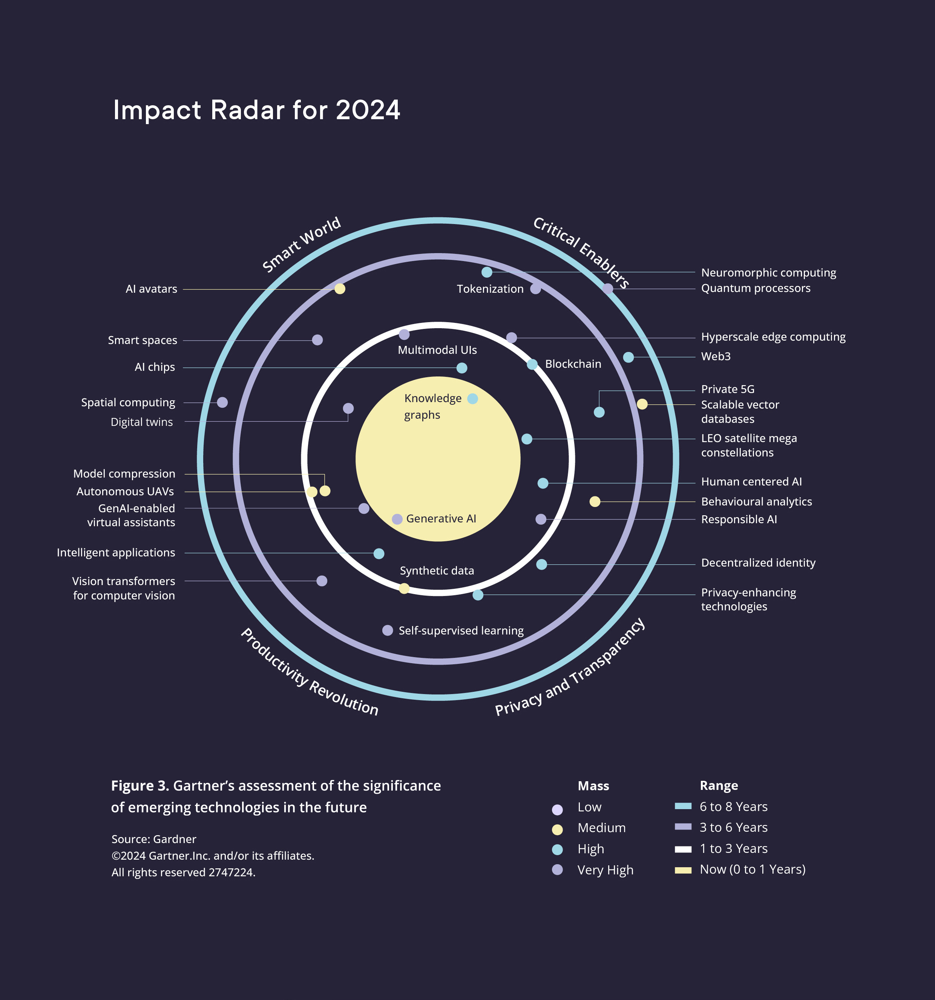 Impact Radar for 2024
Smart World
Critical Enablers
AI avatars
Smart spaces
AI chips
Spatial computing
Digital twins
Model compression
Autonomous UAVs
GenAI-enabled
virtual assistants
Intelligent applications
Vision transformers
for computer vision
Tokenization
Multimodal UIs
Blockchain
Knowledge
graphs
Generative AI
Synthetic data
Self-supervised learning
Neuromorphic computing
Quantum processors
Hyperscale edge computing
Web3
Private 5G
Scalable vector
databases
LEO satellite mega
constellations
Human centered AI
Behavioural analytics
Responsible AI
Decentralized identity
Privacy-enhancing
technologies
Productivity Revolution
Privacy and Transparency
Figure 3. Gartner’s assessment of the significance
of emerging technologies in the future
Source: Gardner
©2024 Gartner.Inc. and/or its affiliates.
All rights reserved 2747224.
Mass
Low
Medium
High
Very High
Range
6 to 8 Years
3 to 6 Years
1 to 3 Years
Now (0 to 1 Years)